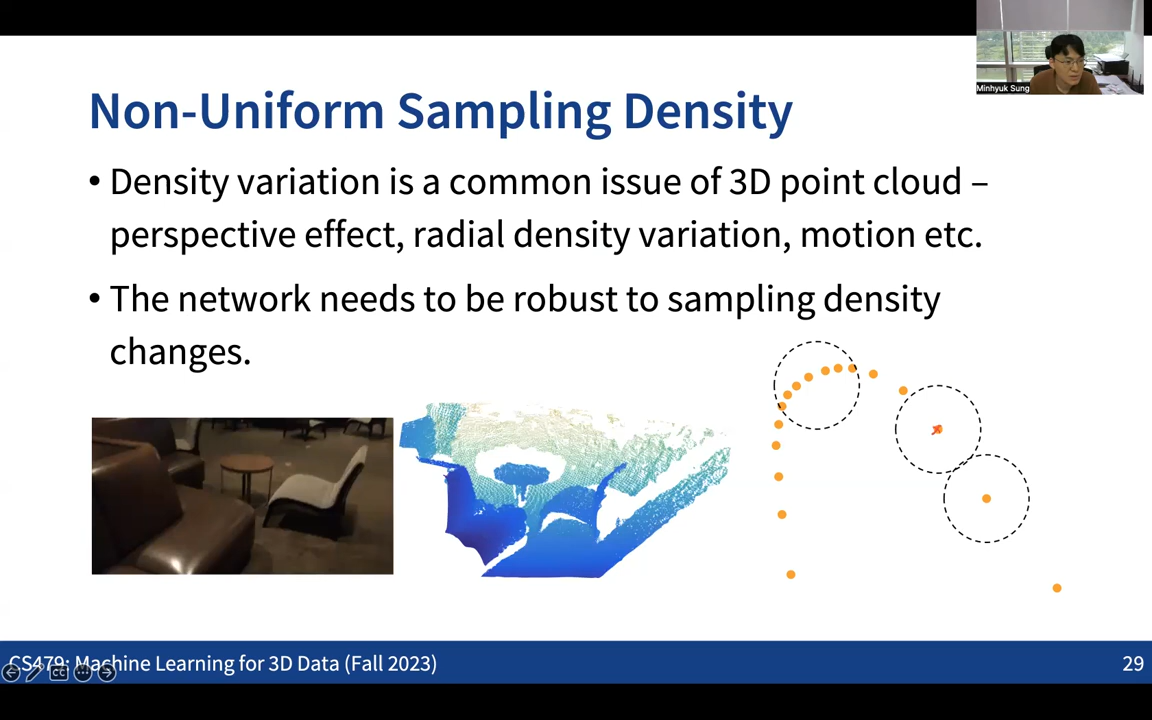 Minhyuk Sung
Non-Uniform Sampling Density
• Density variation is a common issue of 3D point cloud –
perspective effect, radial density variation, motion etc.
• The network needs to be robust to sampling density
changes.
CS479: Machine Learning for 3D Data (Fall 2023)
29